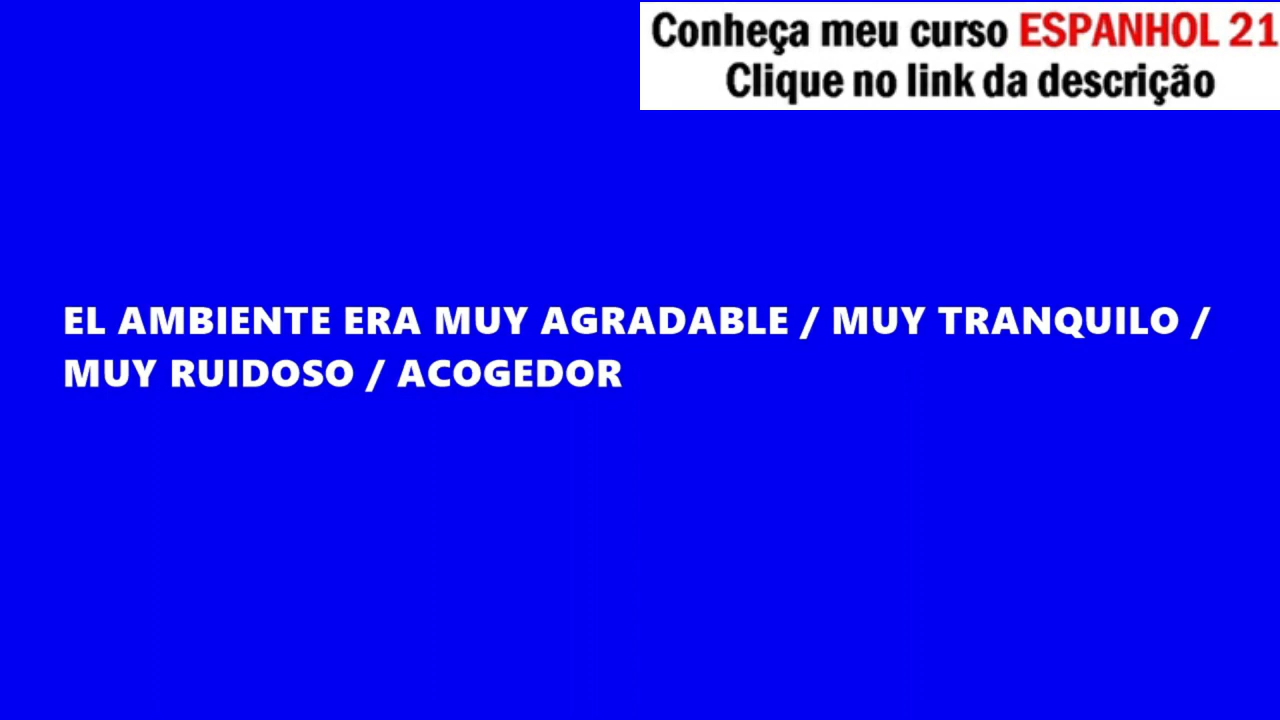 Conheça meu curso ESPANHOL 21
Clique no link da descrição
EL AMBIENTE ERA MUY AGRADABLE / MUY TRANQUILO /
MUY RUIDOSO / ACOGEDOR